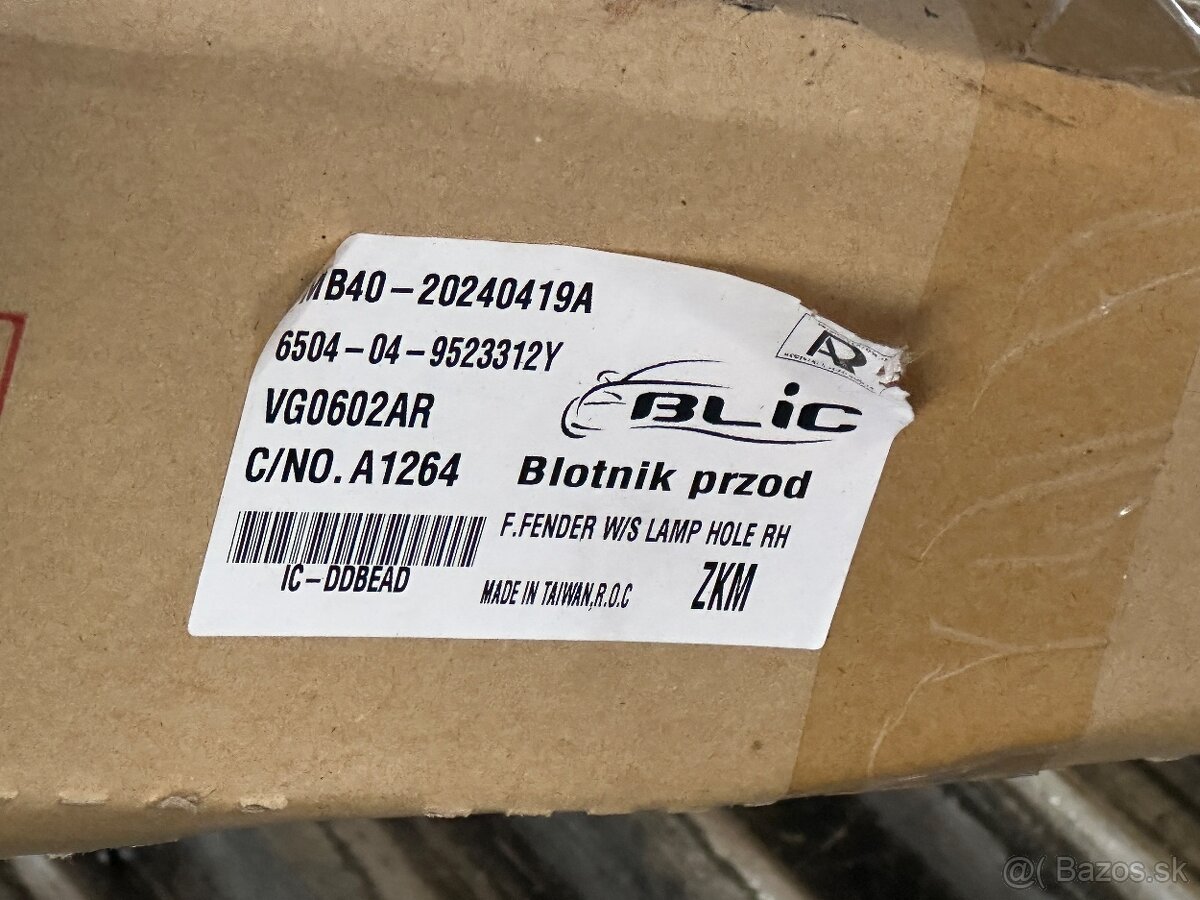 MB40-20240419A
6504-04-9523312Y
VG0602AR
C/NO. A1264
BLiC
Blotnik przod
F.FENDER W/S LAMP HOLE RH
IC-DDBEAD
MADE IN TAIWAN,R.O.C
ZKM
@( Bazos.sk